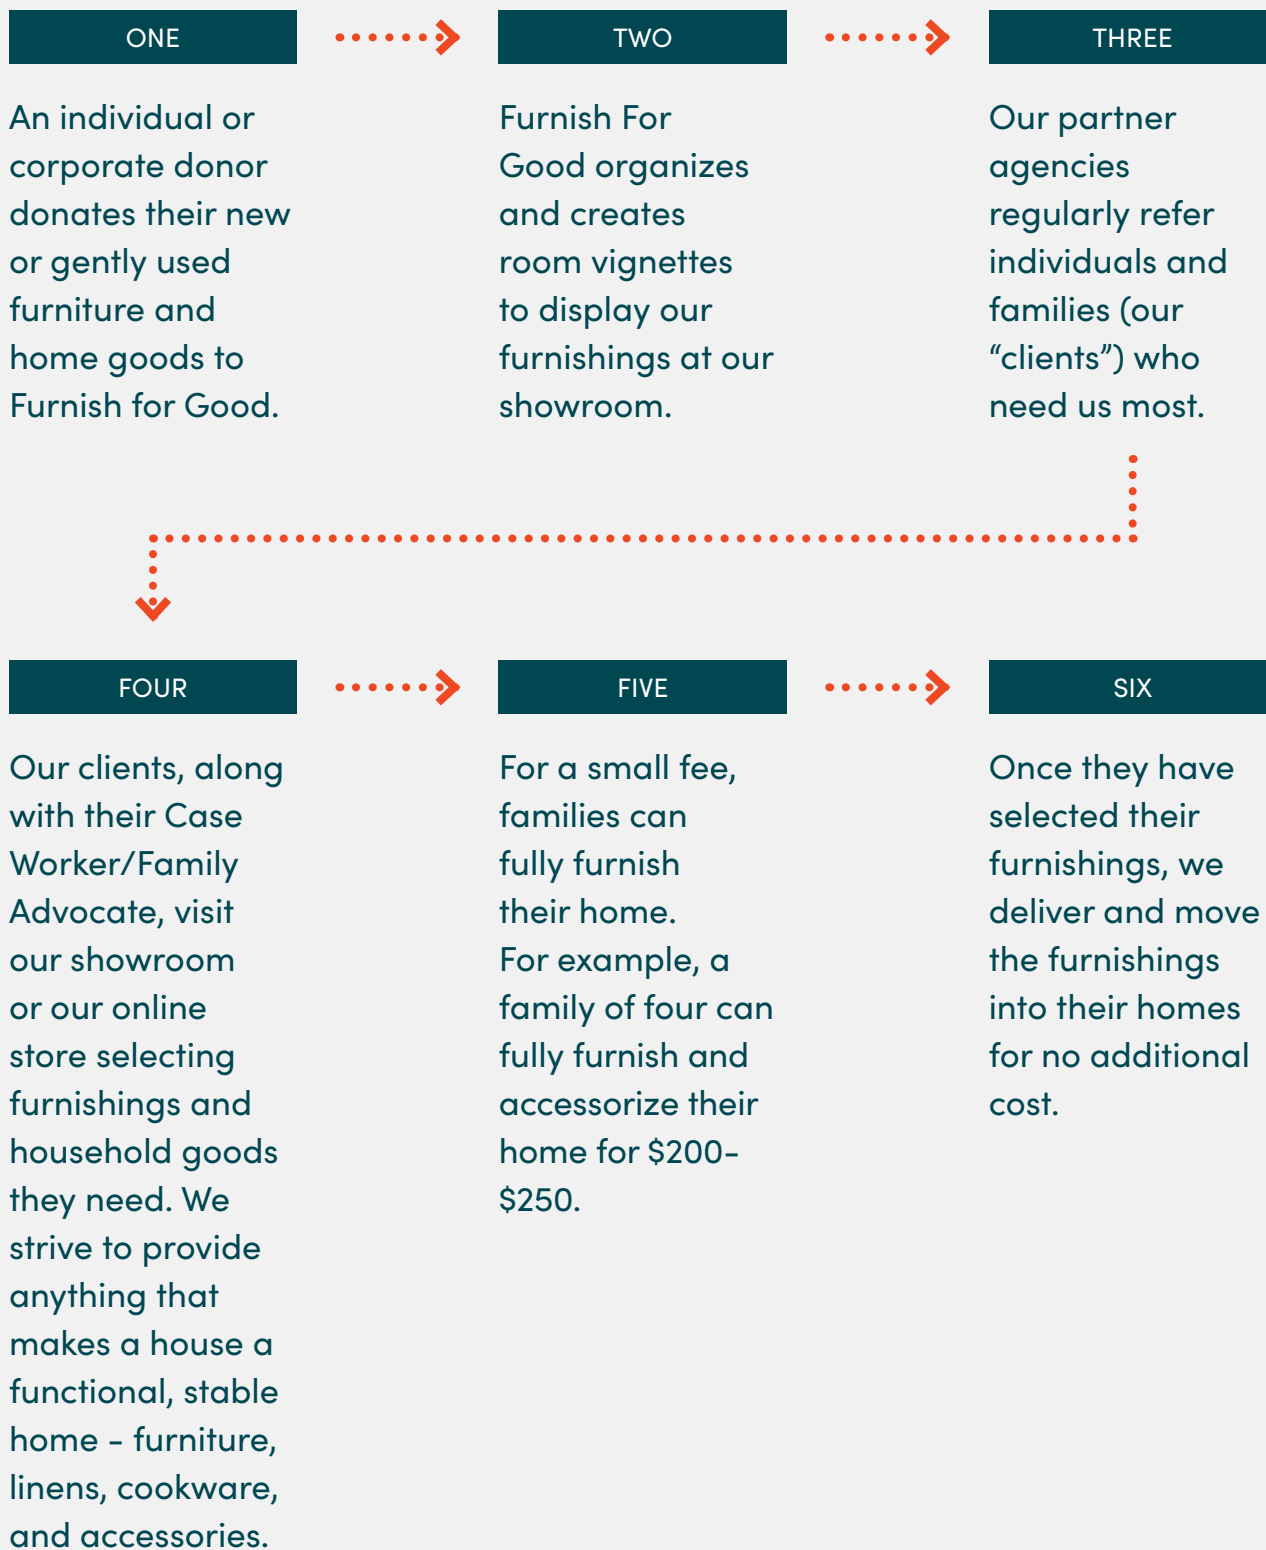 ONE
An individual or
corporate donor
donates their new
or gently used
furniture and
home goods to
Furnish for Good.
TWO
Furnish For
Good organizes
and creates
room vignettes
to display our
furnishings at our
showroom.
THREE
Our partner
agencies
regularly refer
individuals and
families (our
“clients”) who
need us most.
FOUR
Our clients, along
with their Case
Worker/Family
Advocate, visit
our showroom
or our online
store selecting
furnishings and
household goods
they need. We
strive to provide
anything that
makes a house a
functional, stable
home - furniture,
linens, cookware,
and accessories.
FIVE
For a small fee,
families can
fully furnish
their home.
For example, a
family of four can
fully furnish and
accessorize their
home for $200-
$250.
SIX
Once they have
selected their
furnishings, we
deliver and move
the furnishings
into their homes
for no additional
cost.